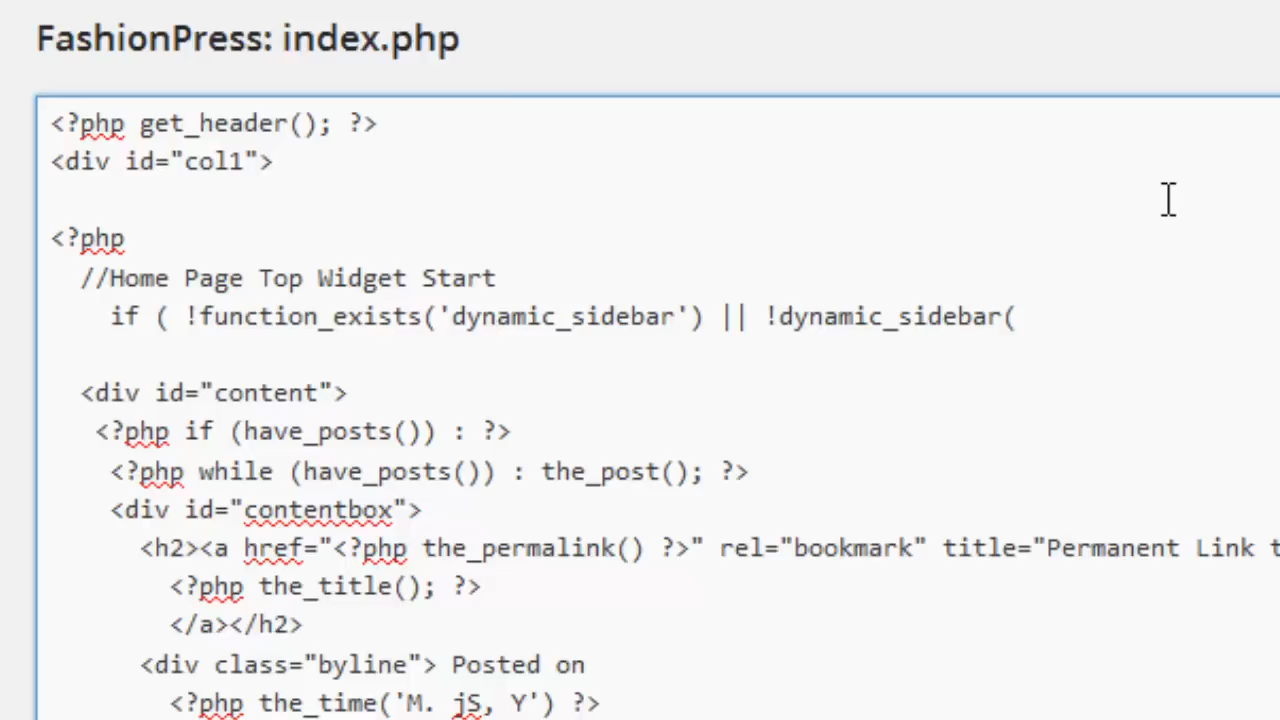 FashionPress: index.php
<?php get_header(); ?>
<div id="col1">
<?php
//Home Page Top Widget Start
if ( !function_exists('dynamic_sidebar') || !dynamic_sidebar(
<div id="content">
<?php if (have_posts()) : ?>
<?php while (have_posts()) : the_post(); ?>
<div id="contentbox">
<h2><a href="<?php the_permalink() ?>" rel="bookmark" title="Permanent Link t
<?php the_title(); ?>
</a></h2>
<div class="byline"> Posted on
<?php the_time('M. jS, Y') ?>